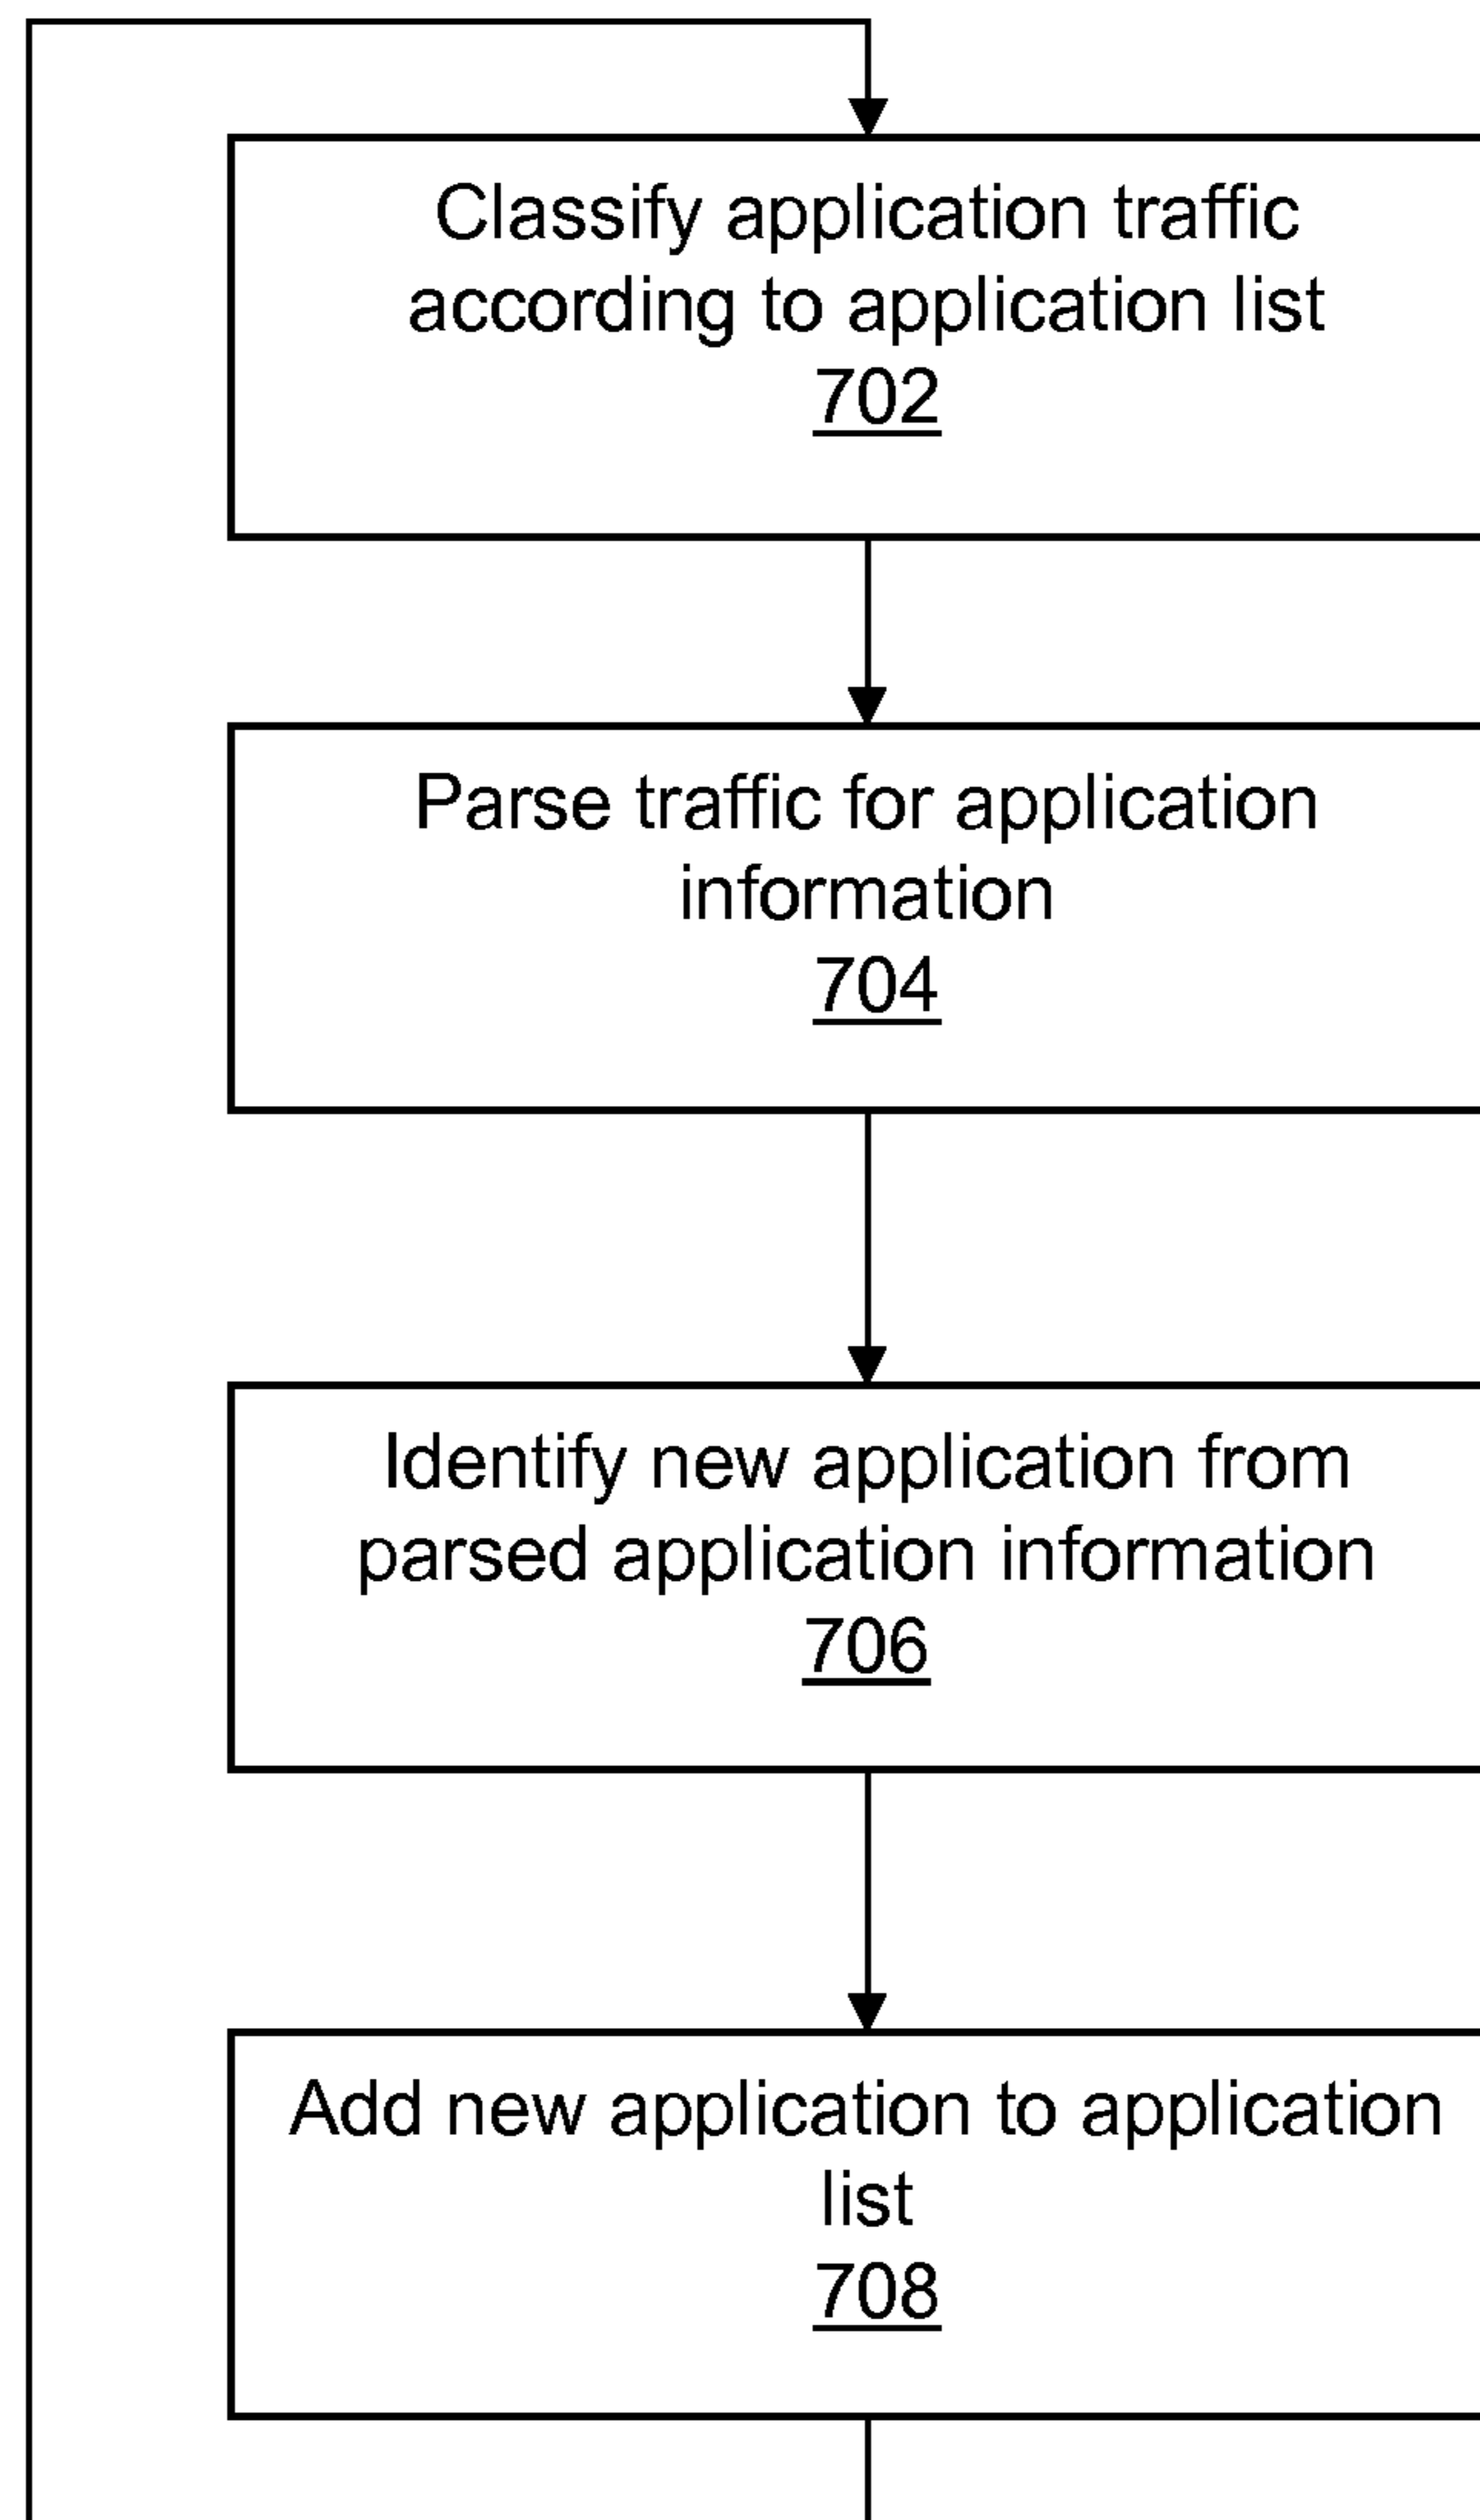 Classify application traffic
according to application list
702
Parse traffic for application
information
704
Identify new application from
parsed application information
706
Add new application to application
list
708